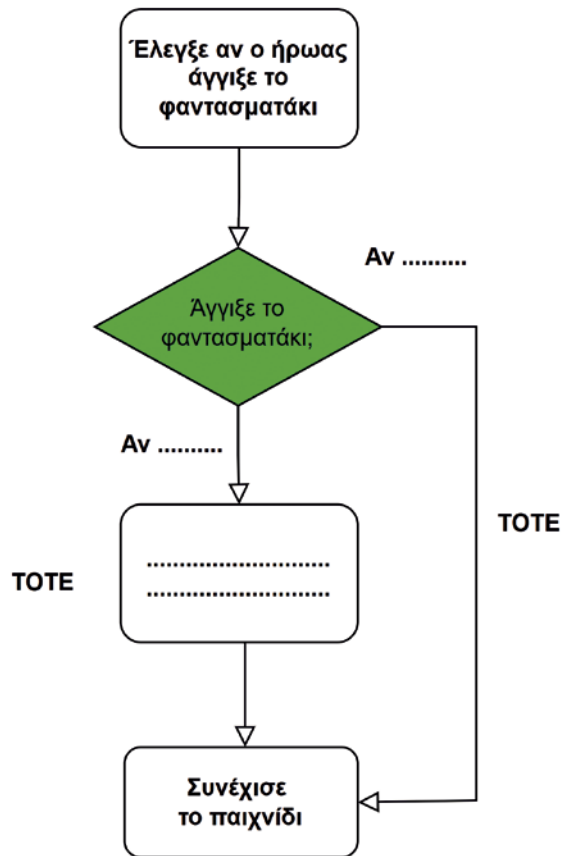 Έλεγξε αν ο ήρωας
άγγιξε το
φαντασματάκι
Αν ..........
Άγγιξε το
φαντασματάκι;
Αν ..........
ΤΟΤΕ
............................
............................
ΤΟΤΕ
Συνέχισε
το παιχνίδι